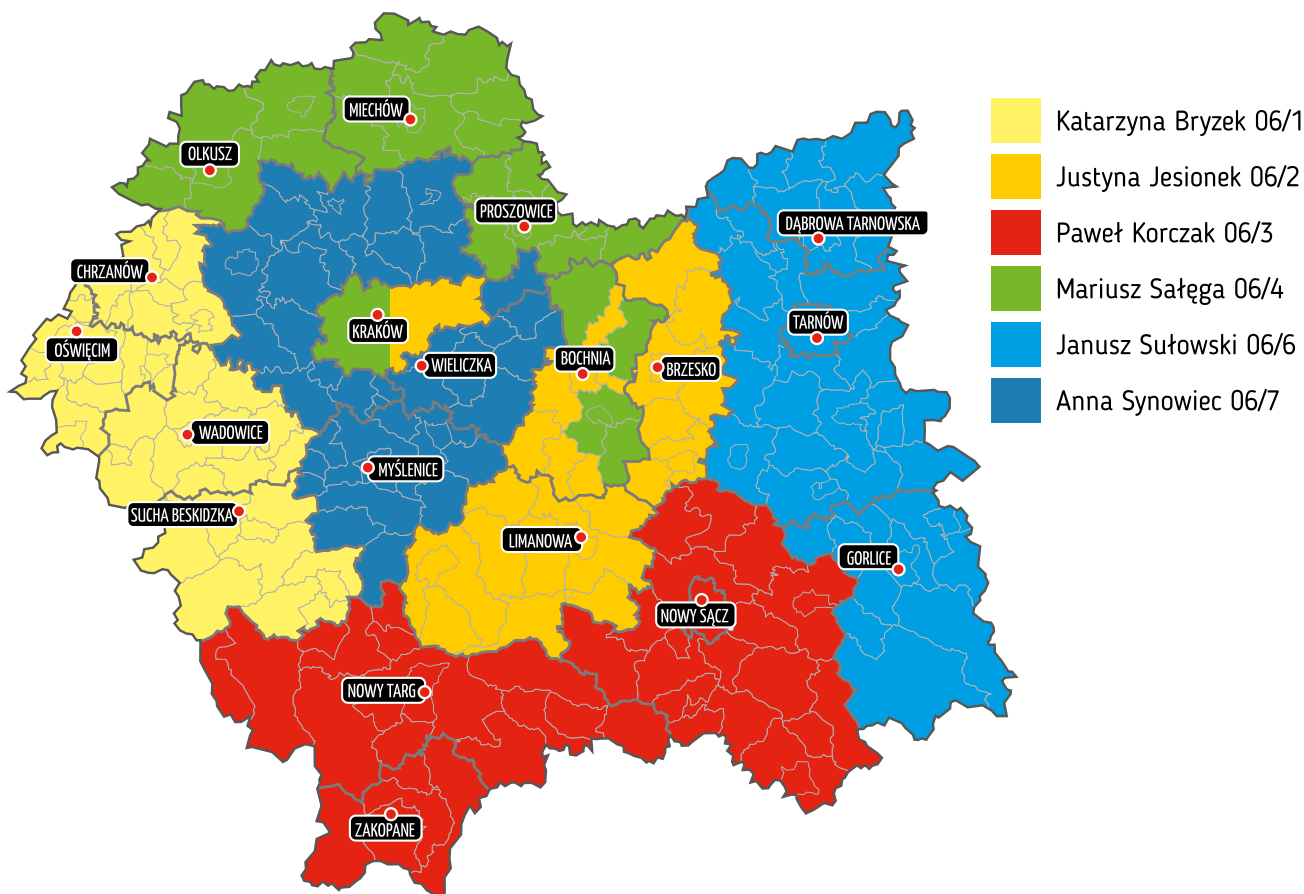 MIECHÓW
OLKUSZ
PROSZOWICE
DĄBROWA TARNOWSKA
CHRZANÓW
KRAKÓW
TARNÓW
OŚWIĘCIM
WIELICZKA
BOCHNIA
BRZESKO
WADOWICE
MYŚLENICE
SUCHA BESKIDZKA
LIMANOWA
GORLICE
NOWY SĄCZ
NOWY TARG
ZAKOPANE
Katarzyna Bryzek 06/1
Justyna Jesionek 06/2
Paweł Korczak 06/3
Mariusz Sałęga 06/4
Janusz Sułowski 06/6
Anna Synowiec 06/7